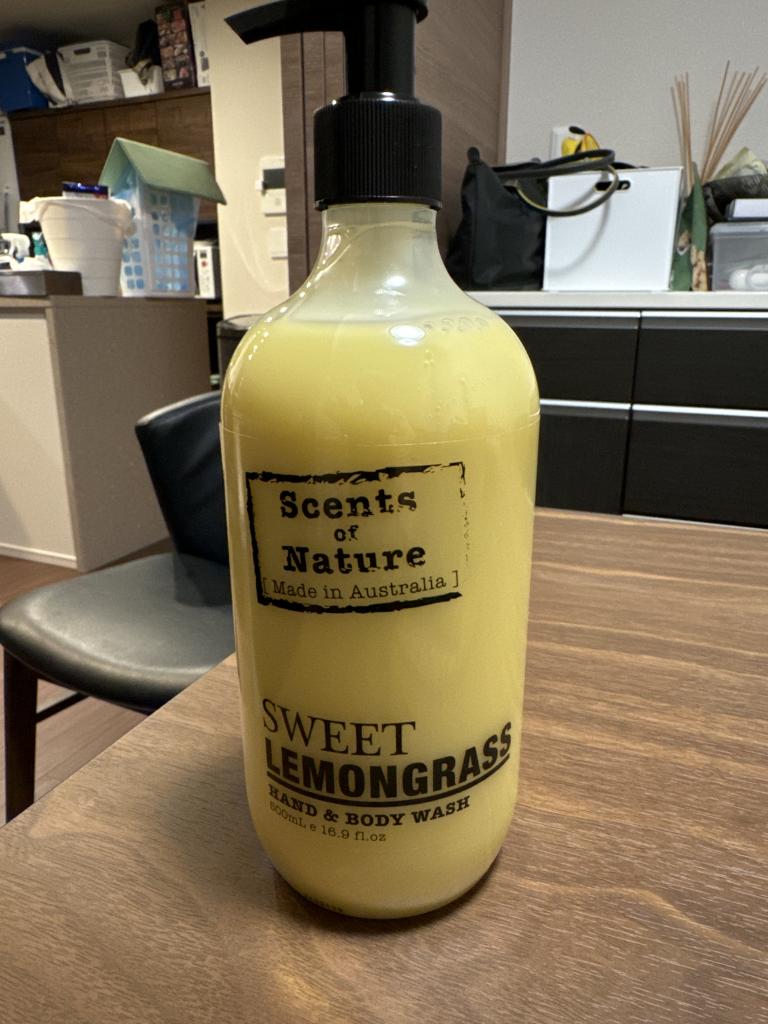 Scents
of
Nature
[ Made in Australia ]
SWEET
LEMONGRASS
HAND & BODY WASH
500mL e 16.9 fl.oz